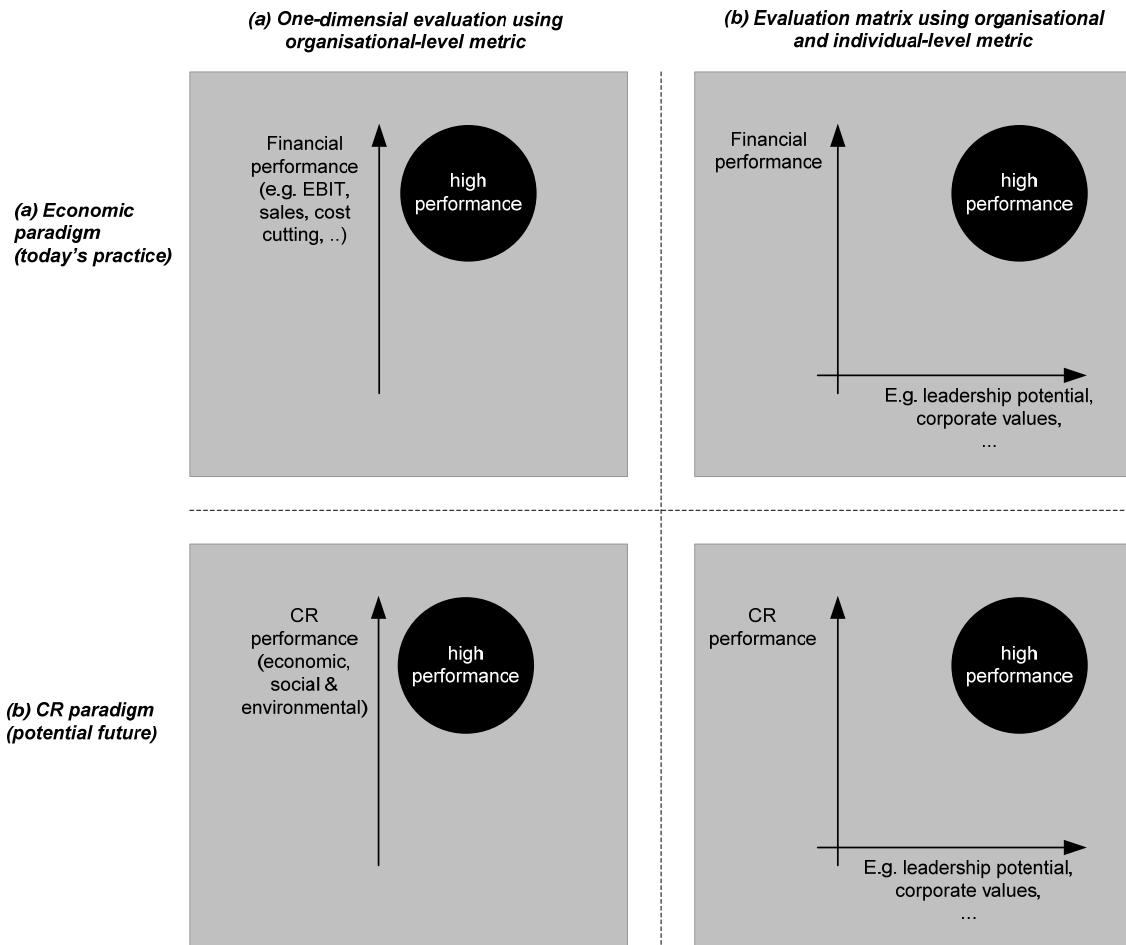 (a) One-dimensial evaluation using
organisational-level metric
(b) Evaluation matrix using organisational
and individual-level metric
(a) Economic
paradigm
(today's practice)
Financial
performance
(e.g. EBIT,
sales, cost
cutting, ..)
high
performance
Financial
performance
high
performance
E.g. leadership potential,
corporate values,
...
(b) CR paradigm
(potential future)
CR
performance
(economic,
social &
environmental)
high
performance
CR
performance
high
performance
E.g. leadership potential,
corporate values,
...